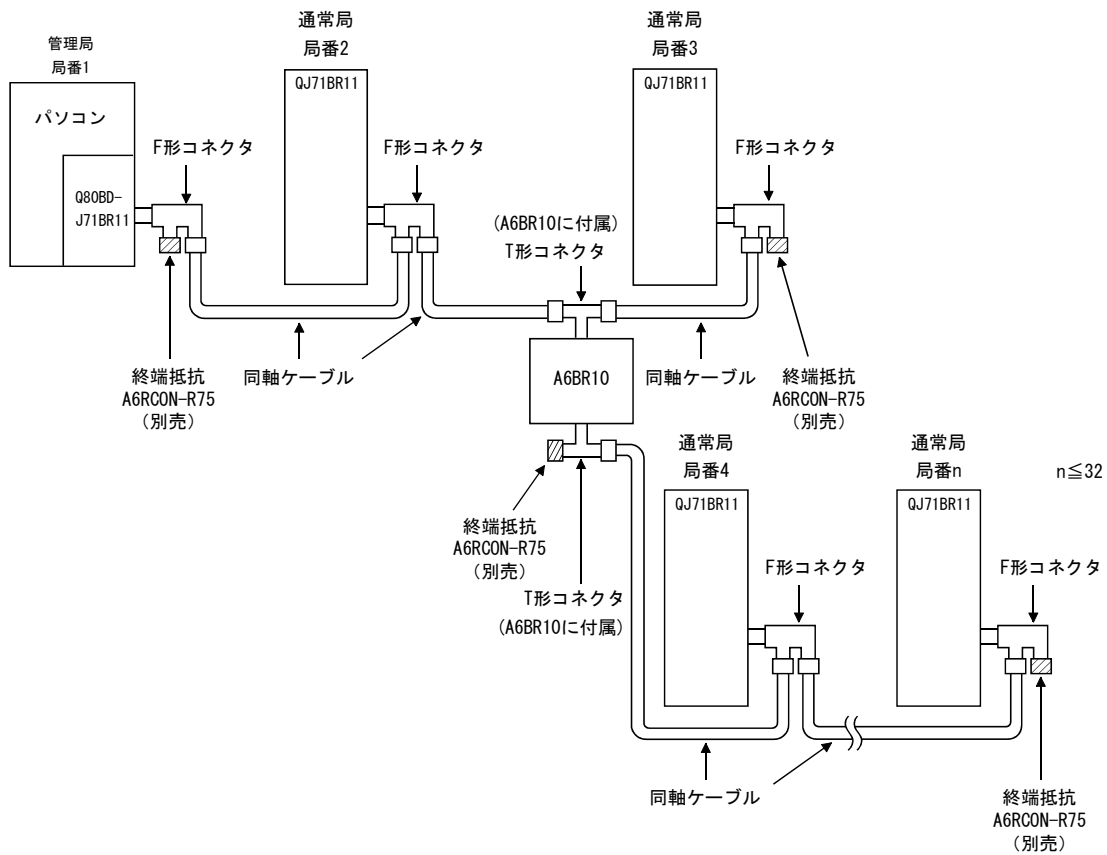 管理局
局番1
パソコン
Q80BD-
J71BR11
F形コネクタ
通常局
局番2
QJ71BR11
F形コネクタ
通常局
局番3
QJ71BR11
F形コネクタ
(A6BR10に付属)
T形コネクタ
終端抵抗
A6RCON-R75
(別売)
同軸ケーブル
A6BR10
同軸ケーブル
終端抵抗
A6RCON-R75
(別売)
終端抵抗
A6RCON-R75
(別売)
T形コネクタ
(A6BR10に付属)
通常局
局番4
QJ71BR11
F形コネクタ
通常局
局番n
QJ71BR11
n≦32
F形コネクタ
同軸ケーブル
終端抵抗
A6RCON-R75
(別売)